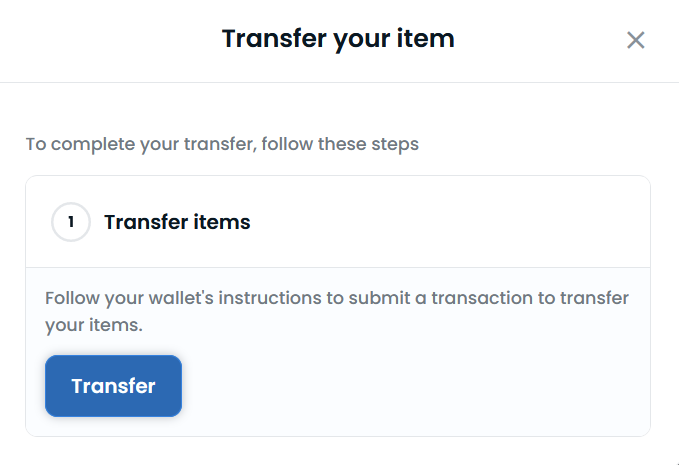 Transfer your item
To complete your transfer, follow these steps
1 Transfer items
Follow your wallet's instructions to submit a transaction to transfer
your items.
Transfer